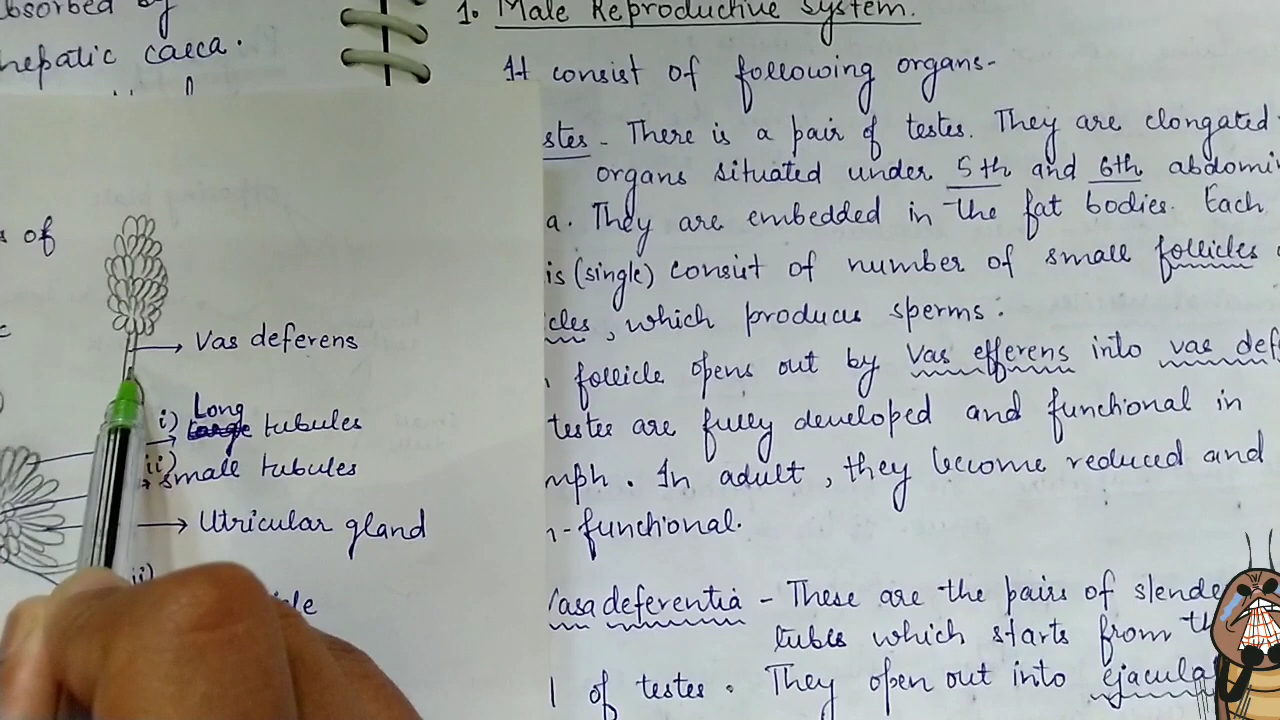 absorbed by
hepatic caeca.
1. Male Reproductive System.
It consist of following organs-
stes - There is a pair of testes. They are elongated
organs situated under 5th and 6th abdomin
a. They are embedded in the fat bodies. Each
is (single) consist of number of small follicles
cles, which produces sperms.
follicle opens out by vas efferens into vas def
testes are fully developed and functional in
mph. In adult, they become reduced and
n-functional.
Vasa deferentia - These are the pairs of slende
tubes which starts from th
of testes. They open out into ejacula
s of
Vas deferens
i) Long
tubules
ii) small tubules
Utricular gland
iii)
cle